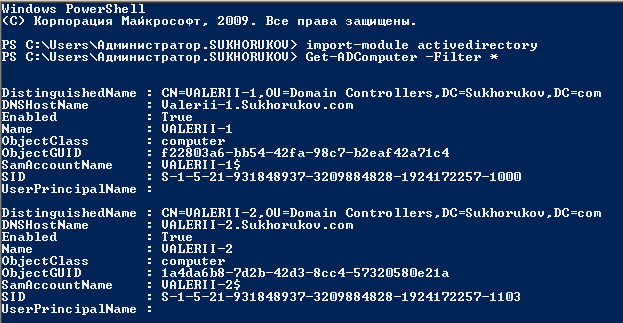 Windows PowerShell
(C) Корпорация Майкрософт, 2009. Все права защищены.
PS C:\Users\Администратор.SUKHORUKOV> import-module activedirectory
PS C:\Users\Администратор.SUKHORUKOV> Get-ADComputer -Filter *
DistinguishedName : CN=VALERII-1,OU=Domain Controllers,DC=Sukhorukov,DC=com
DNSHostName : Valerii-1.Sukhorukov.com
Enabled : True
Name : VALERII-1
ObjectClass : computer
ObjectGUID : f22803a6-bb54-42fa-98c7-b2eaf42a71c4
SamAccountName : VALERII-1$
SID : S-1-5-21-931848937-3209884828-1924172257-1000
UserPrincipalName :
DistinguishedName : CN=VALERII-2,OU=Domain Controllers,DC=Sukhorukov,DC=com
DNSHostName : VALERII-2.Sukhorukov.com
Enabled : True
Name : VALERII-2
ObjectClass : computer
ObjectGUID : 1a4da6b8-7d2b-42d3-8cc4-57320580e21a
SamAccountName : VALERII-2$
SID : S-1-5-21-931848937-3209884828-1924172257-1103
UserPrincipalName :